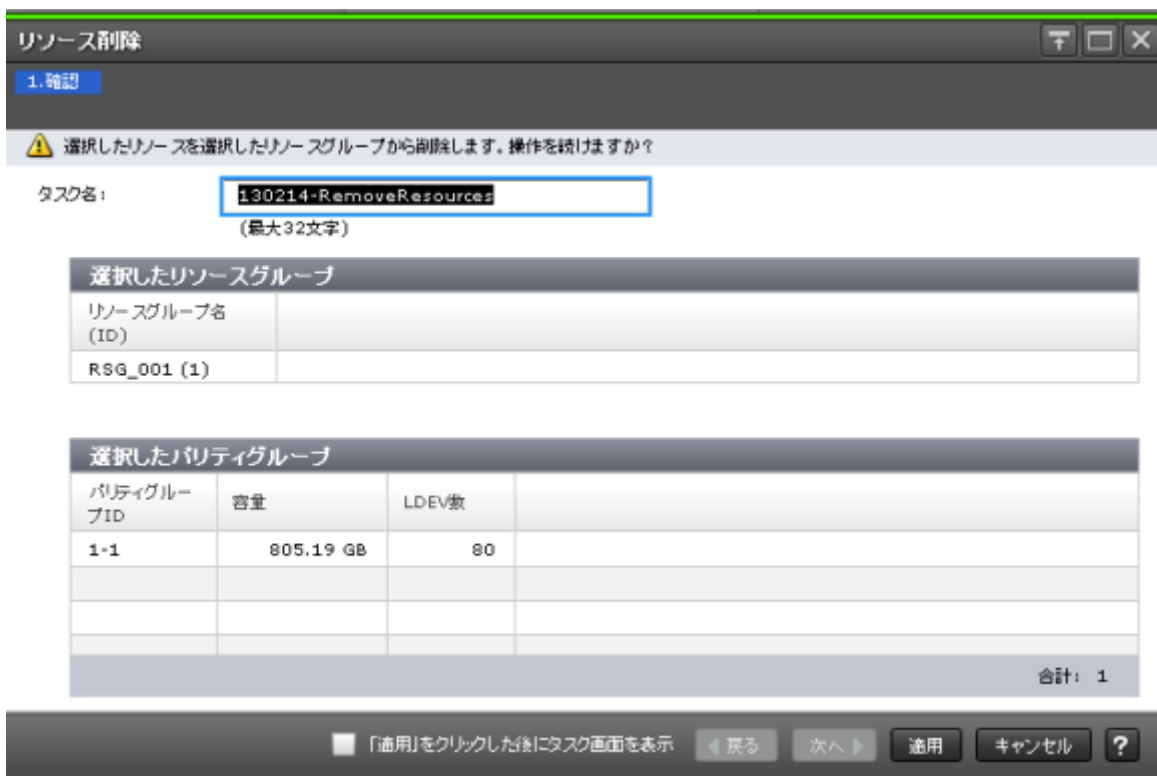 リソース削除
1.確認
選択したリソースを選択したリソースグループから削除します。操作を続けますか？
タスク名：
130214-RemoveResources
(最大32文字)
選択したリソースグループ
リソースグループ名
(ID)
RSG_001 (1)
選択したパリティグループ
パリティグルー
プID
容量
LDEV数
1-1
805.19 GB
80
合計： 1
「適用」をクリックした後にタスク画面を表示
戻る
次へ
適用
キャンセル
?